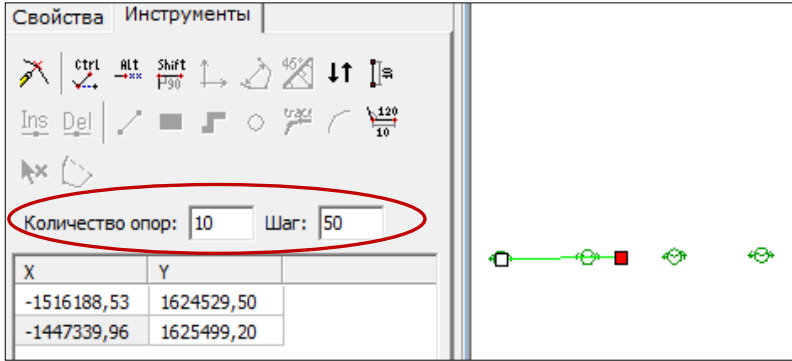 Свойства Инструменты
Ctrl Alt Shift 45°
P90
Ins Del trace 120
10
Количество опор: 10 Шаг: 50
X Y
-1516188,53 1624529,50
-1447339,96 1625499,20